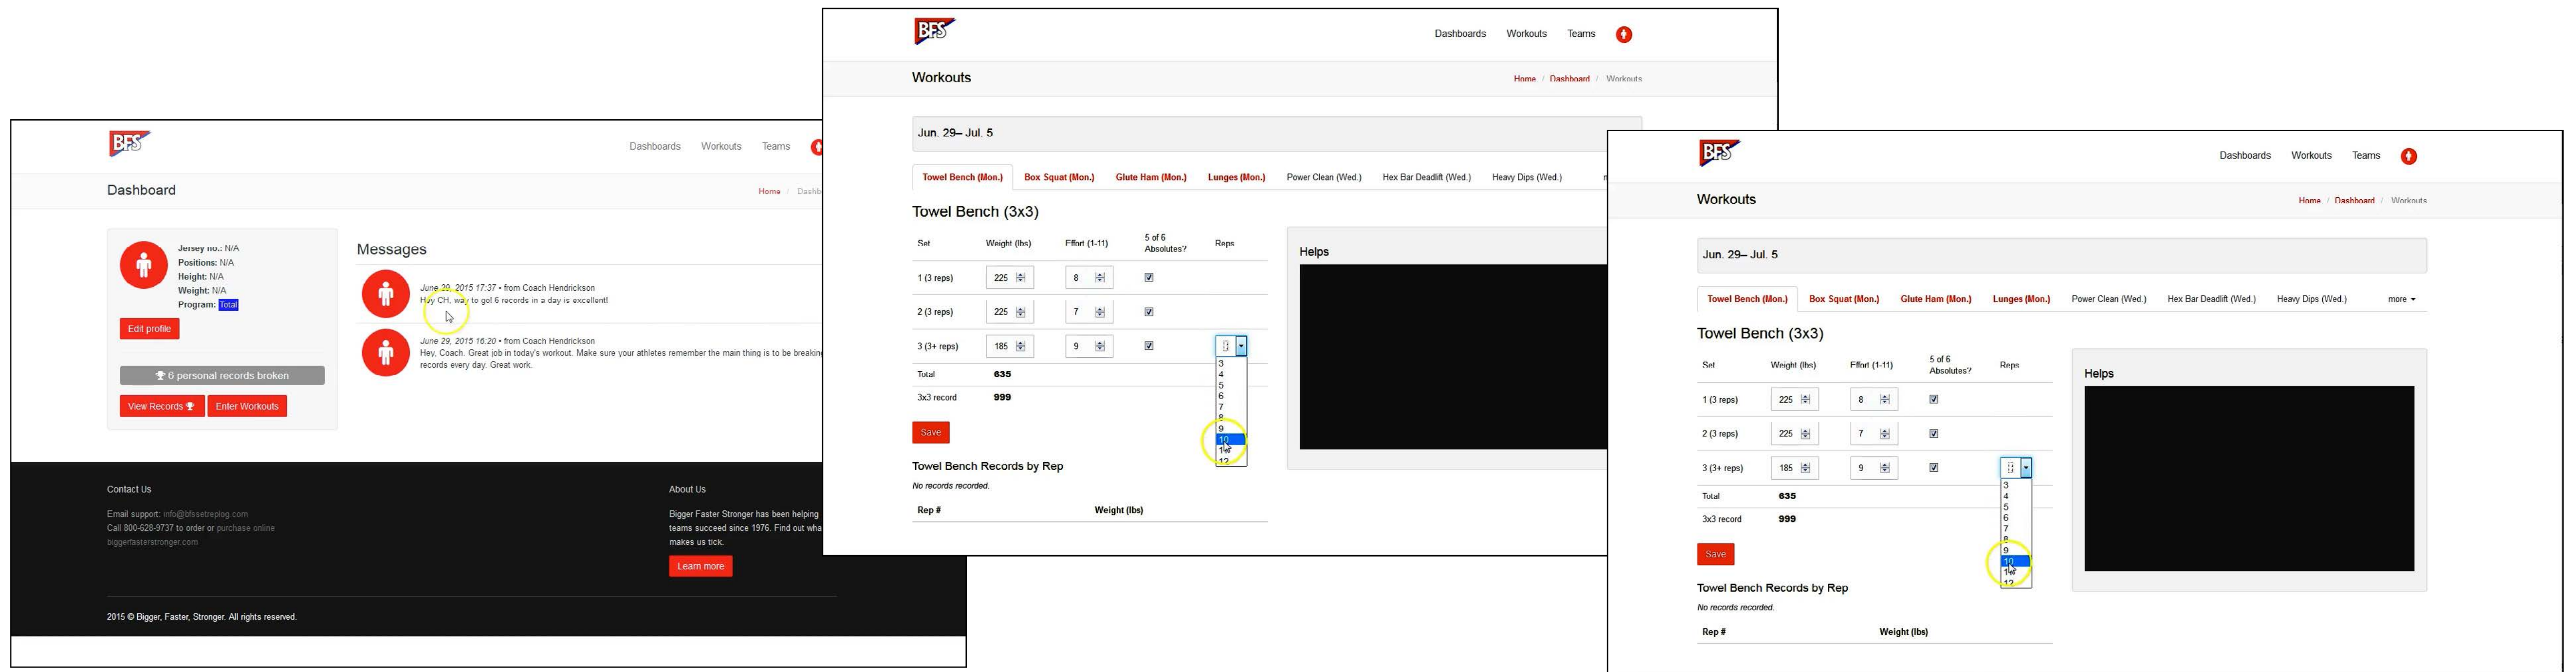 BFS
Dashboards Workouts Teams
Dashboard
Home /
Jersey no.: N/A
Positions: N/A
Height: N/A
Weight: N/A
Program: Total
Edit profile
6 personal records broken
View Records
Enter Workouts
Messages
June 29, 2015 17:37 • from Coach Hendrickson
Hey CH, way to go! 6 records in a day is excellent!
June 29, 2015 16:20 • from Coach Hendrickson
Hey, Coach. Great job in today's workout. Make sure your athletes remember the main thing is to be breaking
records every day. Great work.
Contact Us
Email support: info@bfssetreplog.com
Call 800-628-9737 to order or purchase online
biggerfasterstronger.com
About Us
Bigger Faster Stronger has been helping
teams succeed since 1976. Find out
makes us tick.
Learn more
2015 © Bigger, Faster, Stronger. All rights reserved.
BFS
Dashboards Workouts Teams
Workouts
Home / Dashboard / Workouts
Jun. 29– Jul. 5
Towel Bench (Mon.) Box Squat (Mon.) Glute Ham (Mon.) Lunges (Mon.) Power Clean (Wed.) Hex Bar Deadlift (Wed.) Heavy Dips (Wed.)
Towel Bench (3x3)
Set Weight (lbs) Effort (1-11) 5 of 6 Absolutes? Reps
1 (3 reps) 225 8
2 (3 reps) 225 7
3 (3+ reps) 185 9
Total 635
3x3 record 999
3
4
5
6
7
8
9
10
12
Save
Towel Bench Records by Rep
No records recorded.
Rep # Weight (lbs)
Helps
BFS
Dashboards Workouts Teams
Workouts
Home / Dashboard / Workouts
Jun. 29– Jul. 5
Towel Bench (Mon.) Box Squat (Mon.) Glute Ham (Mon.) Lunges (Mon.) Power Clean (Wed.) Hex Bar Deadlift (Wed.) Heavy Dips (Wed.) more
Towel Bench (3x3)
Set Weight (lbs) Effort (1-11) 5 of 6 Absolutes? Reps
1 (3 reps) 225 8
2 (3 reps) 225 7
3 (3+ reps) 185 9
Total 635
3x3 record 999
3
4
5
6
7
8
9
10
12
Save
Towel Bench Records by Rep
No records recorded.
Rep # Weight (lbs)
Helps